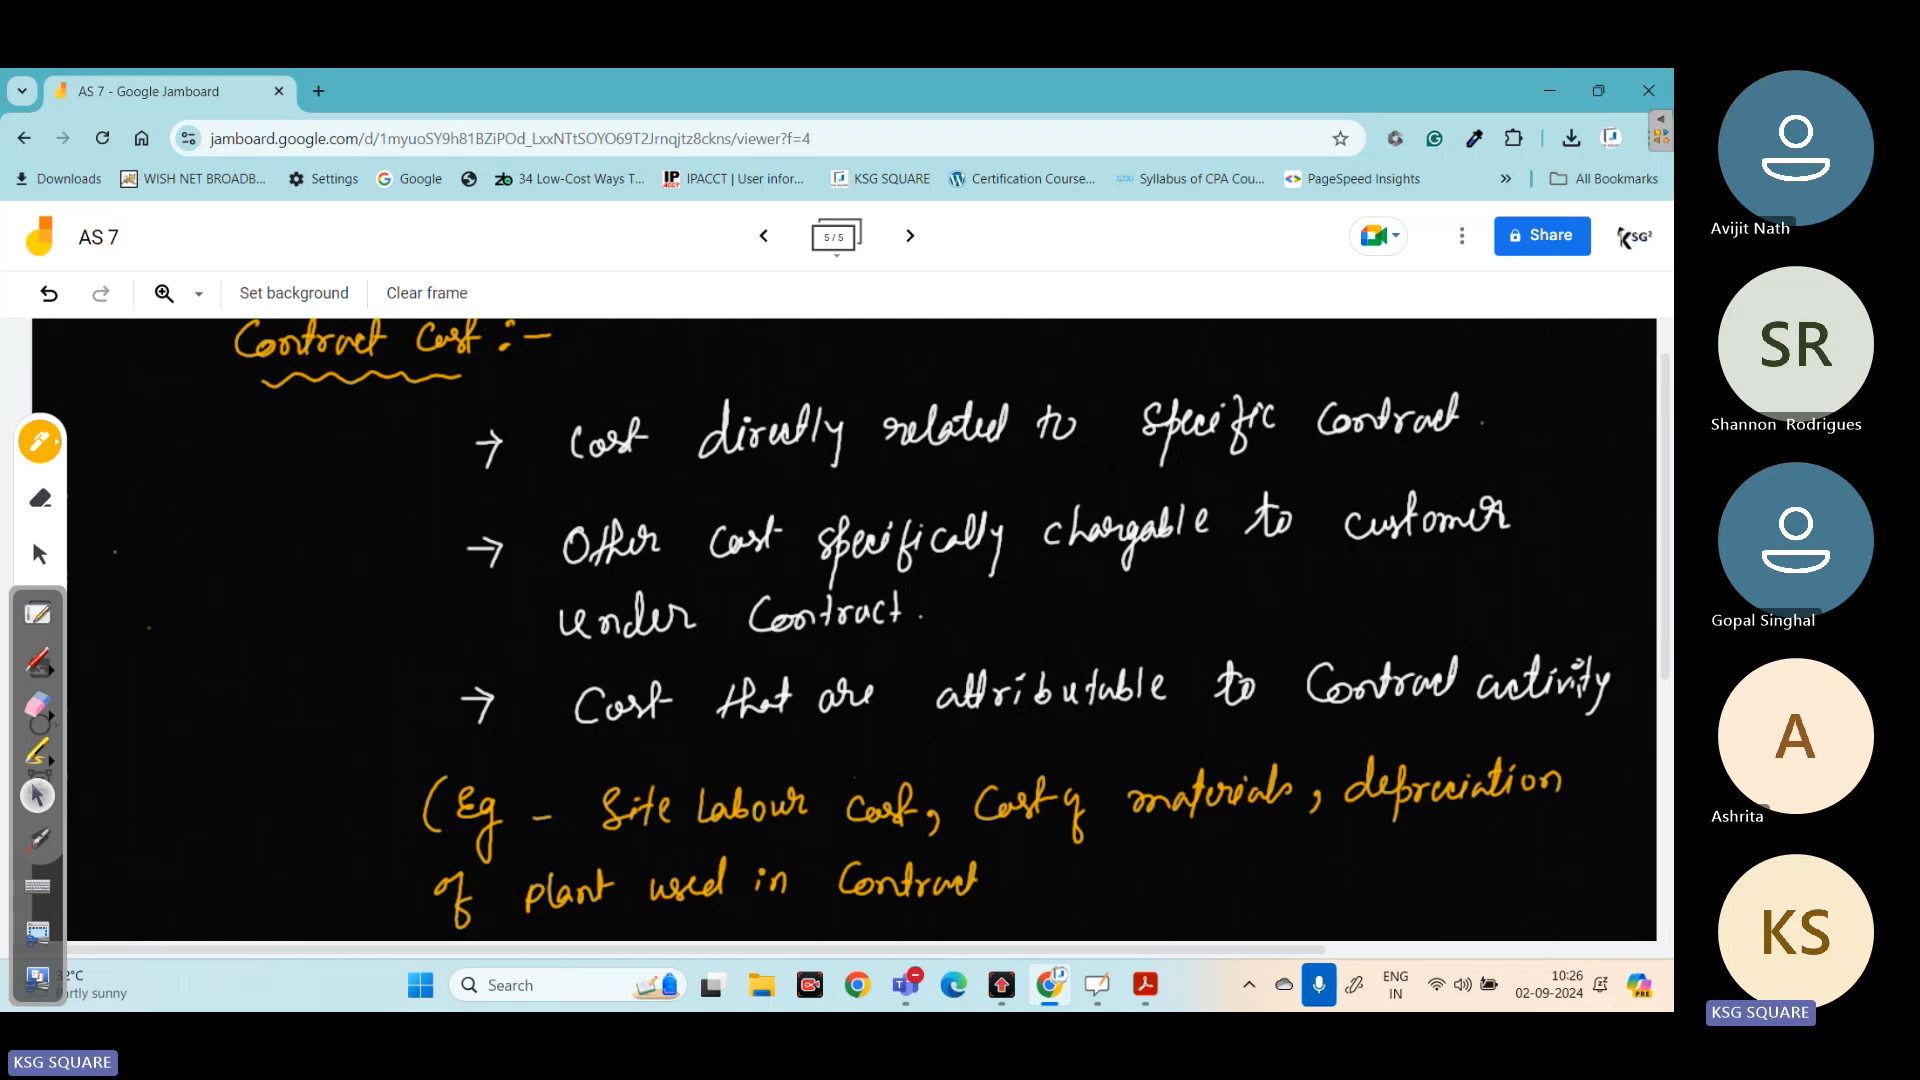 AS 7 - Google Jamboard
jamboard.google.com/d/1myuoSY9h81BZiPOd_LxxNTtSOYO69T2Jrnqjtz8ckns/viewer?f=4
Downloads WISH NET BROADB... Settings Google 34 Low-Cost Ways T... IPACCT | User infor... KSG SQUARE Certification Course... Syllabus of CPA Cou... PageSpeed Insights » All Bookmarks
AS 7 5 / 5 Share KSG²
Set background Clear frame
Contract Cost :-
→ Cost directly related to specific Contract.
→ Other cost specifically chargable to customer
under Contract.
→ Cost that are attributable to Contract activity
(Eg - Site Labour cost, Cost of materials, depreciation
of plant used in Contract
Avijit Nath
SR
Shannon Rodrigues
Gopal Singhal
A
Ashrita
KS
KSG SQUARE
2°C
rtly sunny
Search
ENG
IN
10:26
02-09-2024
KSG SQUARE